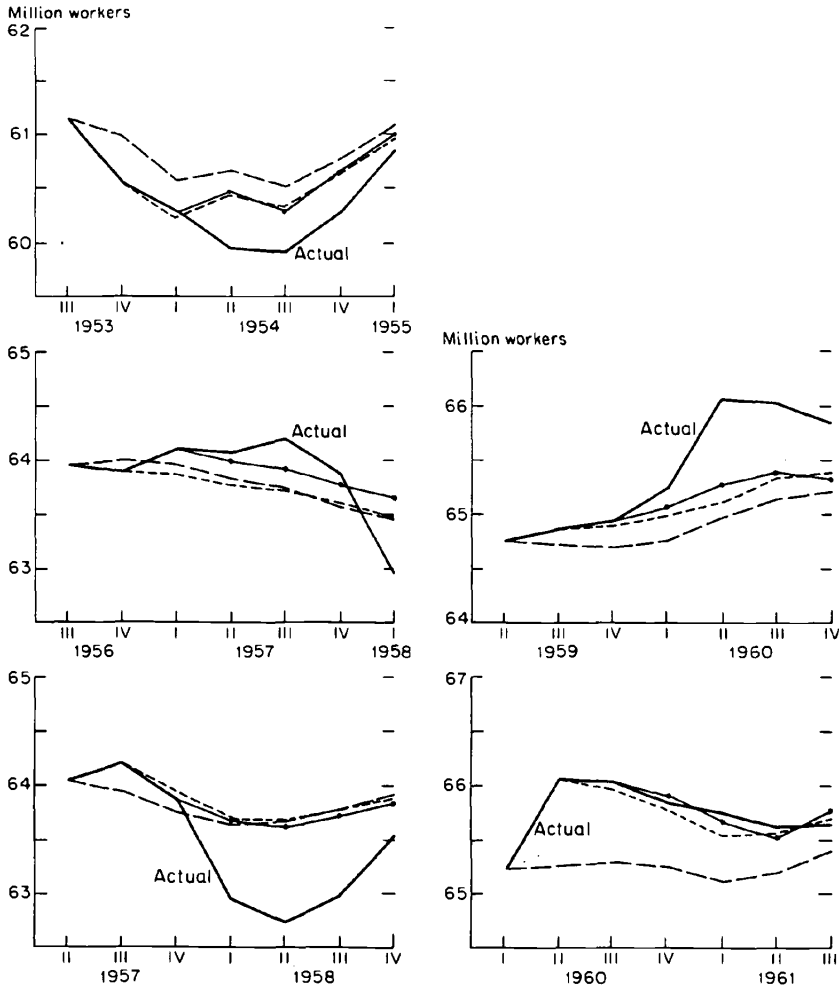 Million workers
62
61
60
Actual
III IV I II III IV I
1953 1954 1955
65
64
63
Actual
III IV I II III IV I
1956 1957 1958
Million workers
66
65
64
Actual
II III IV I II III IV
1959 1960
64
63
Actual
II III IV I II III IV
1957 1958
67
66
65
Actual
I II III IV I II III
1960 1961